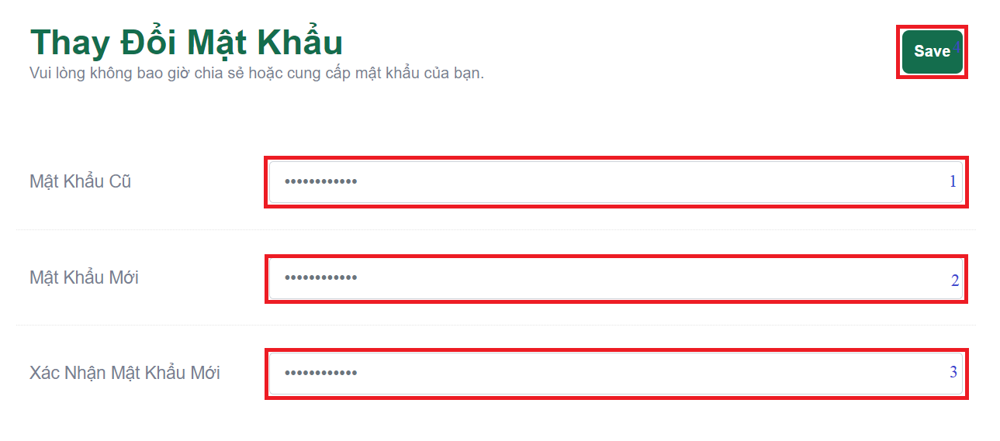 Thay Đổi Mật Khẩu
Save
Vui lòng không bao giờ chia sẻ hoặc cung cấp mật khẩu của bạn.
Mật Khẩu Cũ
•••••••••••• 1
Mật Khẩu Mới
•••••••••••• 2
Xác Nhận Mật Khẩu Mới
•••••••••••• 3